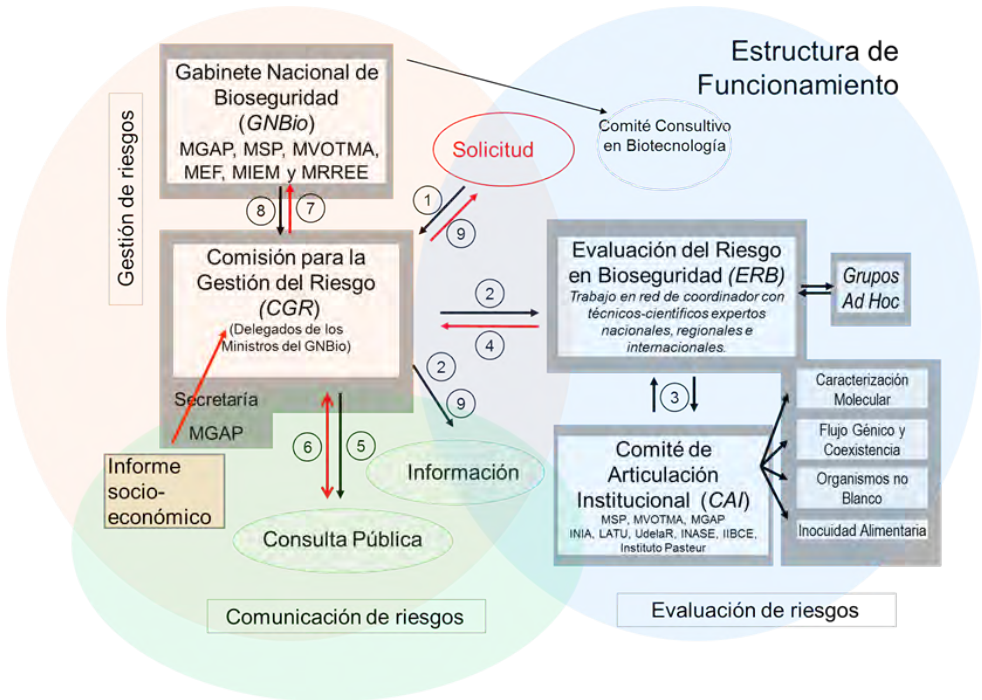 Estructura de
Funcionamiento
Gabinete Nacional de
Bioseguridad
(GNBio)
MGAP, MSP, MVOTMA,
MEF, MIEM y MRREE
Comité Consultivo
en Biotecnología
Solicitud
Gestión de riesgos
8
7
1
9
Comisión para la
Gestión del Riesgo
(CGR)
(Delegados de los
Ministros del GNBio)
Secretaría
MGAP
2
4
Evaluación del Riesgo
en Bioseguridad (ERB)
Trabajo en red de coordinador con
técnicos-científicos expertos
nacionales, regionales e
internacionales.
Grupos
Ad Hoc
2
9
3
6
5
Informe
socio-
económico
Información
Consulta Pública
Comité de
Articulación
Institucional (CAI)
MSP, MVOTMA, MGAP
INIA, LATU, UdelaR, INASE, IIBCE,
Instituto Pasteur
Caracterización
Molecular
Flujo Génico y
Coexistencia
Organismos no
Blanco
Inocuidad Alimentaria
Comunicación de riesgos
Evaluación de riesgos